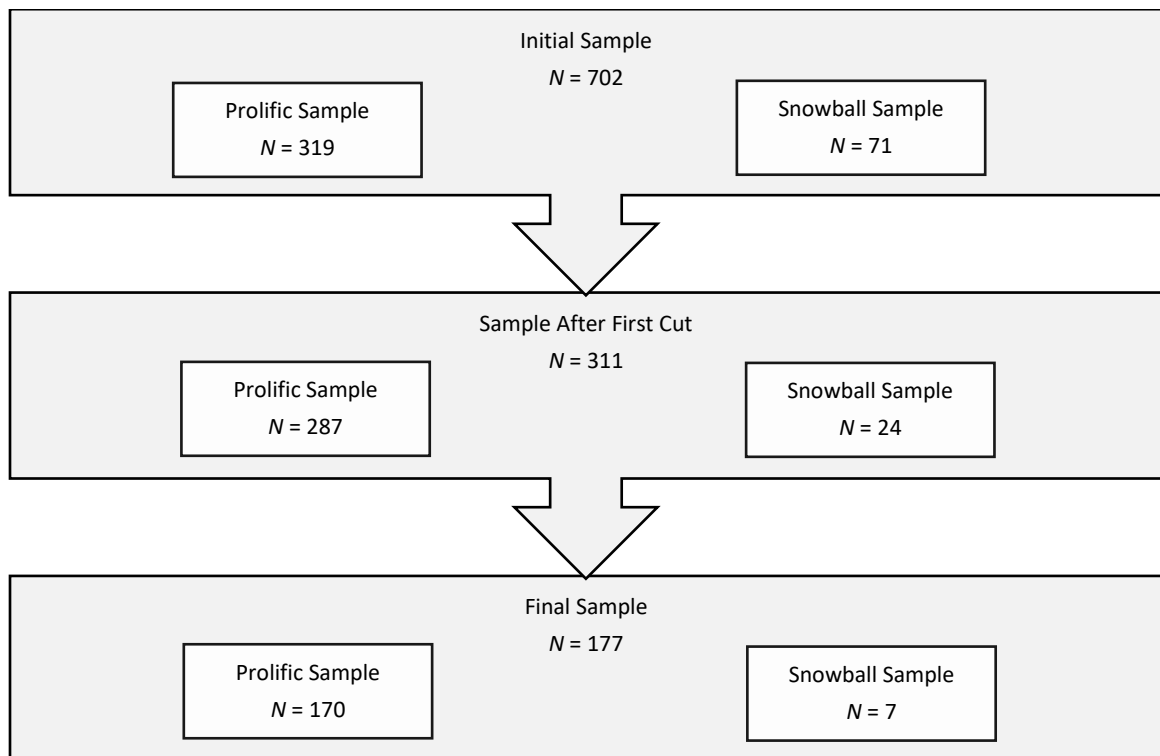 Initial Sample
N = 702
Prolific Sample
N = 319
Snowball Sample
N = 71
Sample After First Cut
N = 311
Prolific Sample
N = 287
Snowball Sample
N = 24
Final Sample
N = 177
Prolific Sample
N = 170
Snowball Sample
N = 7